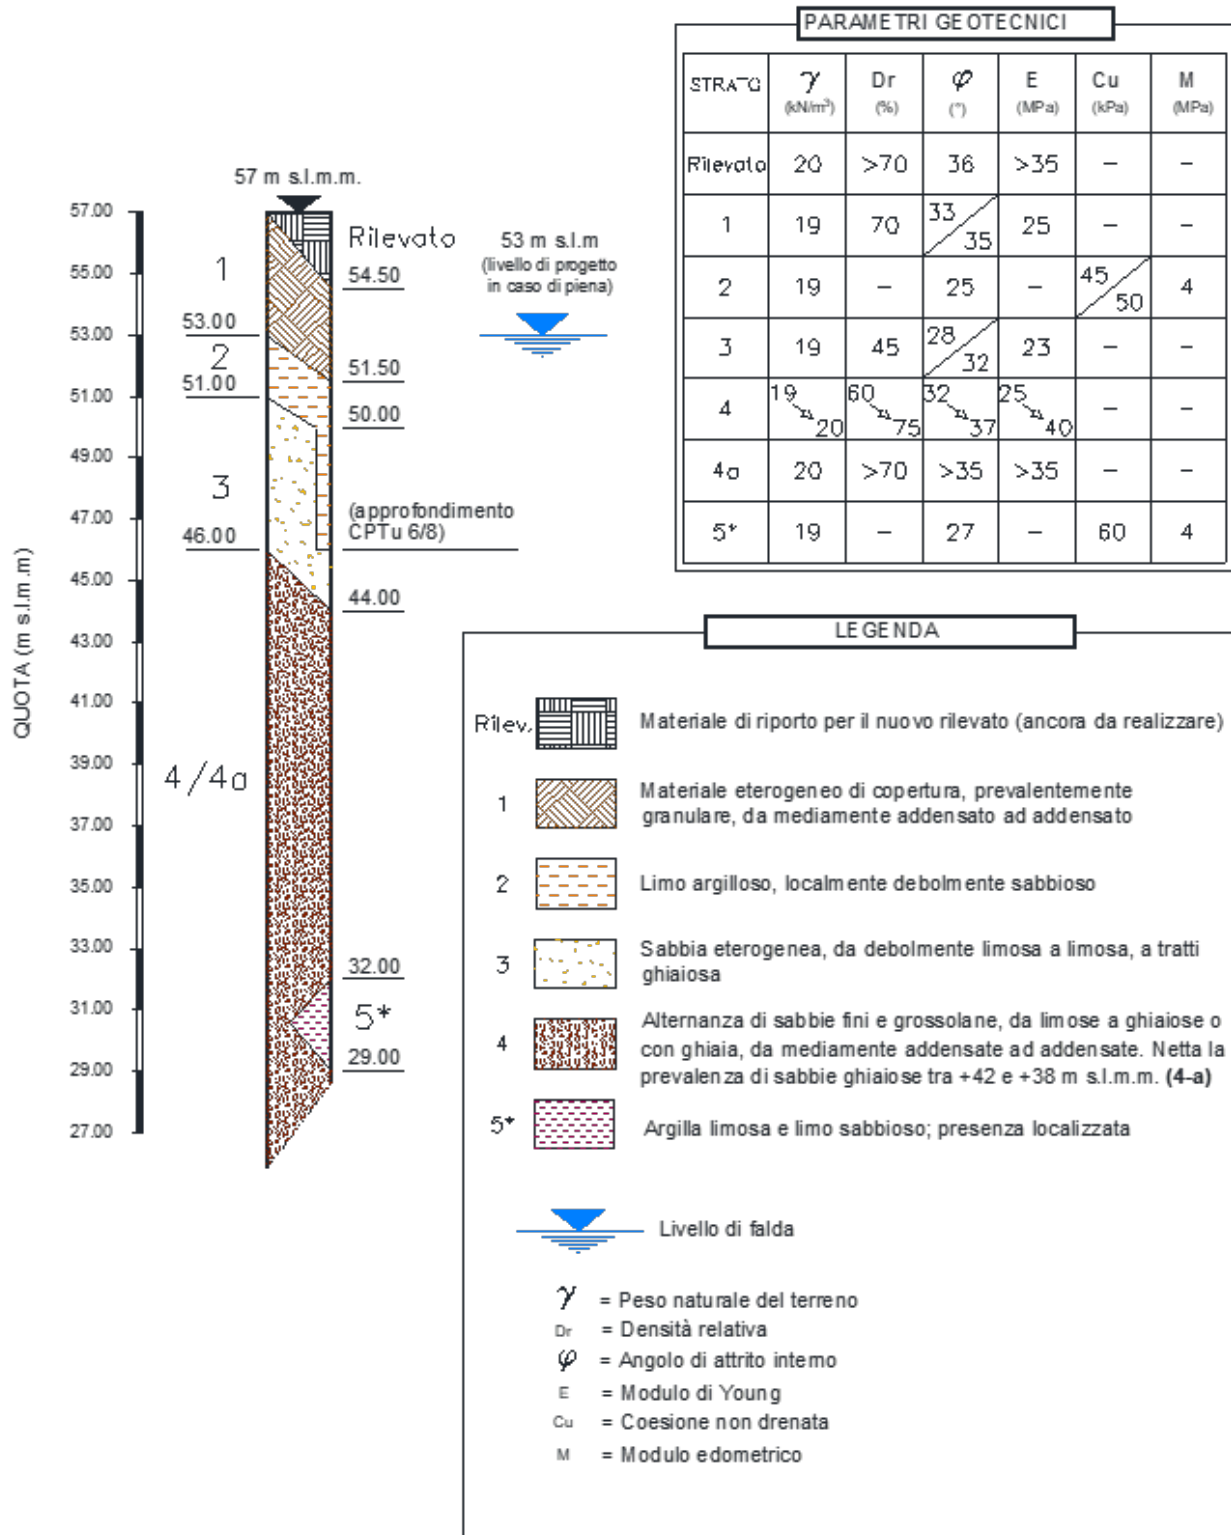 PARAMETRI GEOTECNICI
STRATO γ Dr φ E Cu M
(kN/m³) (%) (°) (MPa) (kPa) (MPa)
Rilevato 20 >70 36 >35 – –
1 19 70 33/35 25 – –
2 19 – 25 – 45/50 4
3 19 45 28/32 23 – –
4 19 20 60 75 32 37 25 40 – –
4a 20 >70 >35 >35 – –
5* 19 – 27 – 60 4
57 m s.l.m.m.
QUOTA (m s.l.m.m)
57.00
55.00
53.00
51.00
49.00
47.00
45.00
43.00
41.00
39.00
37.00
35.00
33.00
31.00
29.00
27.00
1
53.00
2
51.00
3
46.00
4/4a
Rilevato
54.50
51.50
50.00
(approfondimento
CPTu 6/8)
44.00
32.00
5*
29.00
53 m s.l.m
(livello di progetto
in caso di piena)
LEGENDA
Rilev. Materiale di riporto per il nuovo rilevato (ancora da realizzare)
1 Materiale eterogeneo di copertura, prevalentemente
granulare, da mediamente addensato ad addensato
2 Limo argilloso, localmente debolmente sabbioso
3 Sabbia eterogenea, da debolmente limosa a limosa, a tratti
ghiaiosa
4 Alternanza di sabbie fini e grossolane, da limose a ghiaiose o
con ghiaia, da mediamente addensate ad addensate. Netta la
prevalenza di sabbie ghiaiose tra +42 e +38 m s.l.m.m. (4-a)
5* Argilla limosa e limo sabbioso; presenza localizzata
Livello di falda
γ = Peso naturale del terreno
Dr = Densità relativa
φ = Angolo di attrito interno
E = Modulo di Young
Cu = Coesione non drenata
M = Modulo edometrico